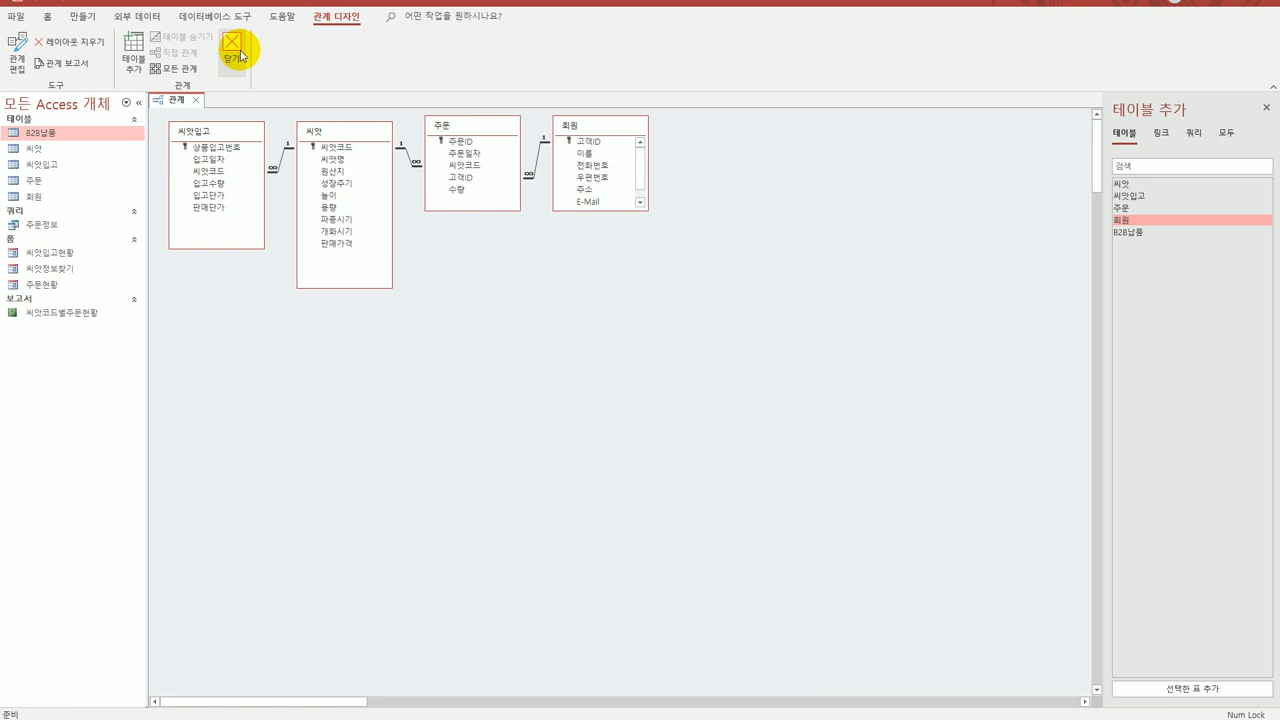 파일 홈 만들기 외부 데이터 데이터베이스 도구 도움말 관계 디자인 어떤 작업을 원하시나요?
관계 편집
레이아웃 지우기
관계 보고서
도구
테이블 추가
테이블 숨기기
직접 관계
모든 관계
관계
닫기
모든 Access 개체
테이블
B2B납품
씨앗
씨앗입고
주문
회원
쿼리
주문정보
폼
씨앗입고현황
씨앗정보찾기
주문현황
보고서
씨앗코드별주문현황
관계
씨앗입고
상품입고번호
입고일자
씨앗코드
입고수량
입고단가
판매단가
1
∞
씨앗
씨앗코드
씨앗명
원산지
성장주기
높이
용량
파종시기
개화시기
판매가격
1
∞
주문
주문ID
주문일자
씨앗코드
고객ID
수량
1
∞
회원
고객ID
이름
전화번호
우편번호
주소
E-Mail
테이블 추가
테이블 링크 쿼리 모두
검색
씨앗
씨앗입고
주문
회원
B2B납품
선택한 표 추가
준비
Num Lock